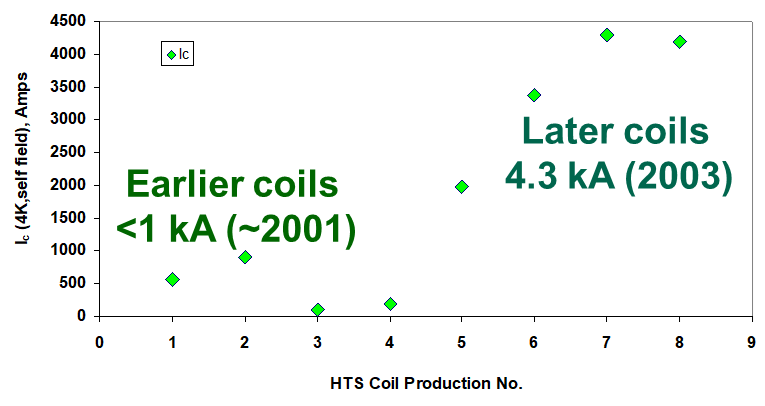 4500
4000
3500
3000
2500
2000
1500
1000
500
0
I_c (4K,self field), Amps
Ic
Earlier coils
<1 kA (~2001)
Later coils
4.3 kA (2003)
0 1 2 3 4 5 6 7 8 9
HTS Coil Production No.